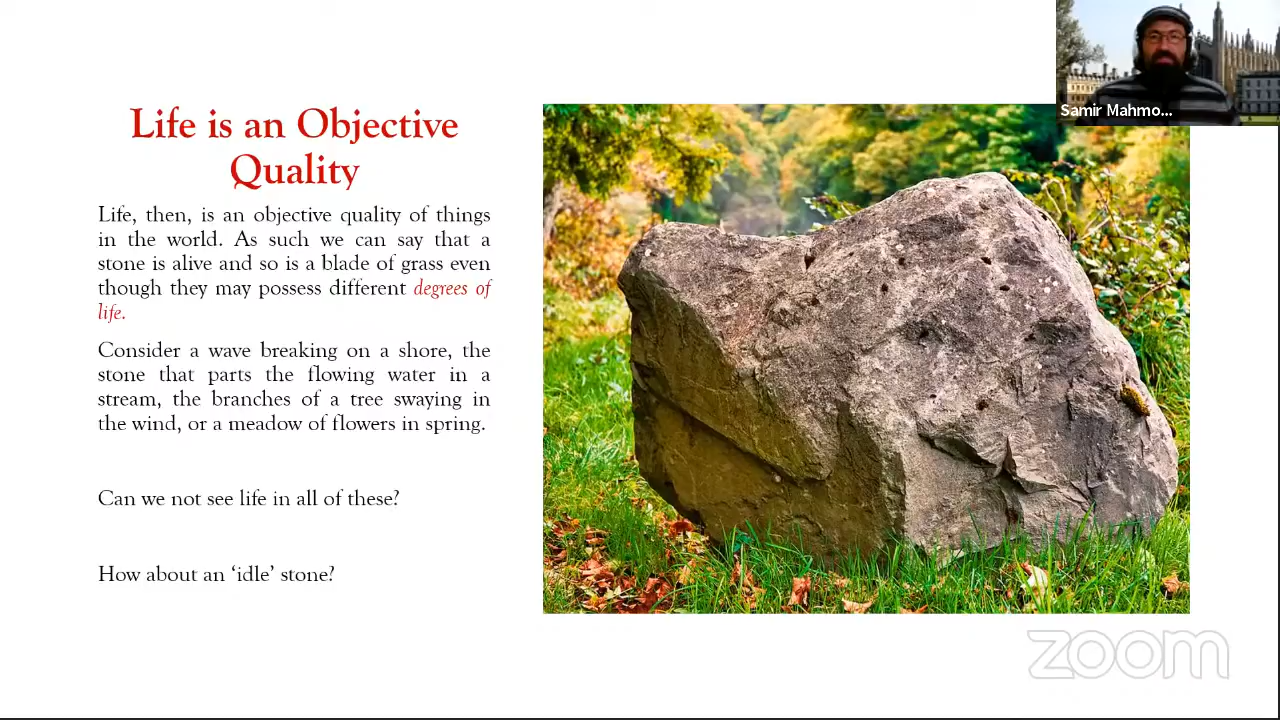 Samir Mahmo...
Life is an Objective
Quality
Life, then, is an objective quality of things
in the world. As such we can say that a
stone is alive and so is a blade of grass even
though they may possess different degrees of
life.
Consider a wave breaking on a shore, the
stone that parts the flowing water in a
stream, the branches of a tree swaying in
the wind, or a meadow of flowers in spring.
Can we not see life in all of these?
How about an ‘idle’ stone?
zoom